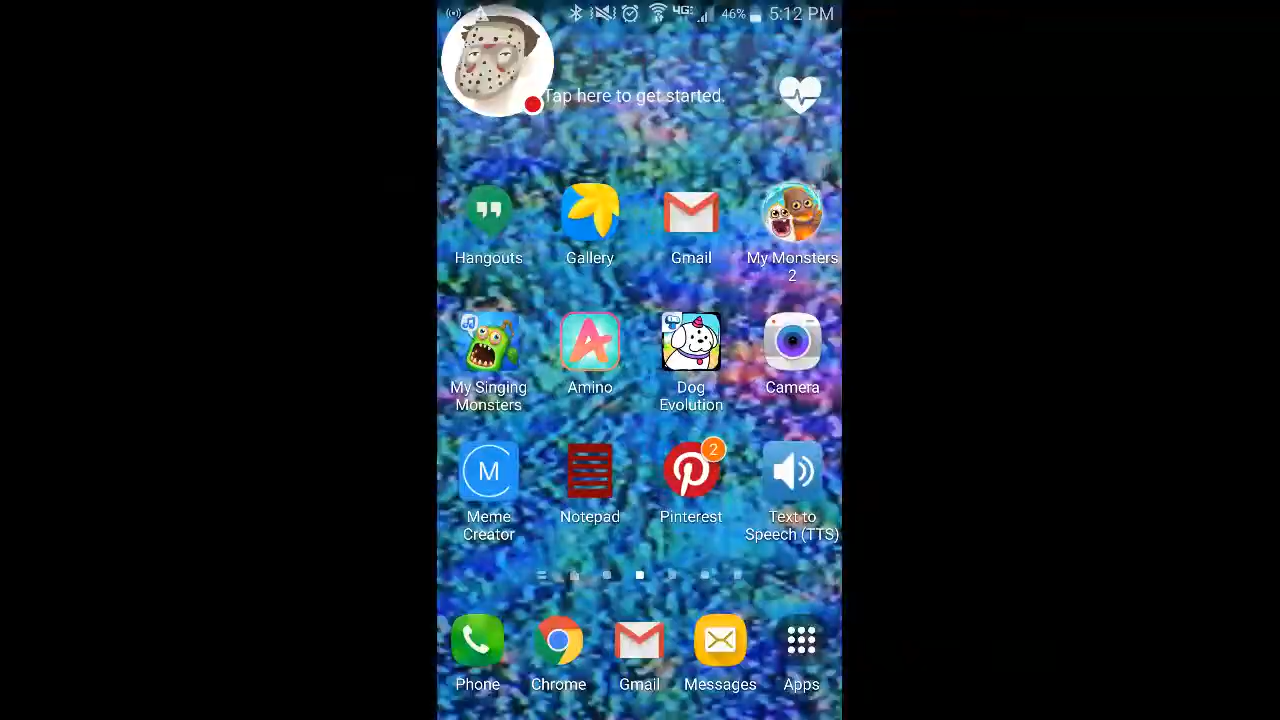 4G 46% 5:12 PM
Tap here to get started.
Hangouts Gallery Gmail My Monsters
2
A
My Singing Amino Dog Camera
Monsters Evolution
M 2
Meme Notepad Pinterest Text to
Creator Speech (TTS)
Phone Chrome Gmail Messages Apps